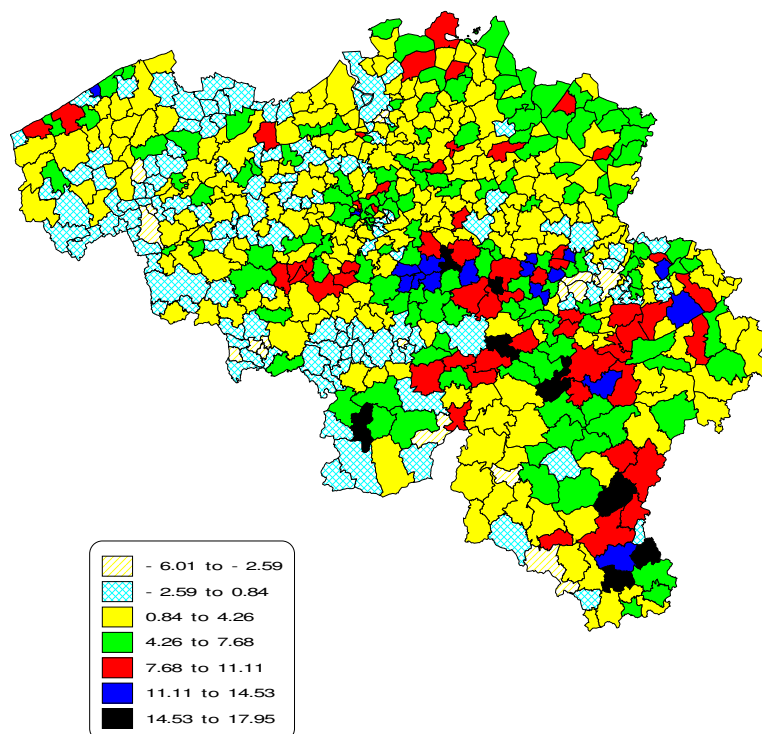 - 6.01 to - 2.59
- 2.59 to 0.84
0.84 to 4.26
4.26 to 7.68
7.68 to 11.11
11.11 to 14.53
14.53 to 17.95